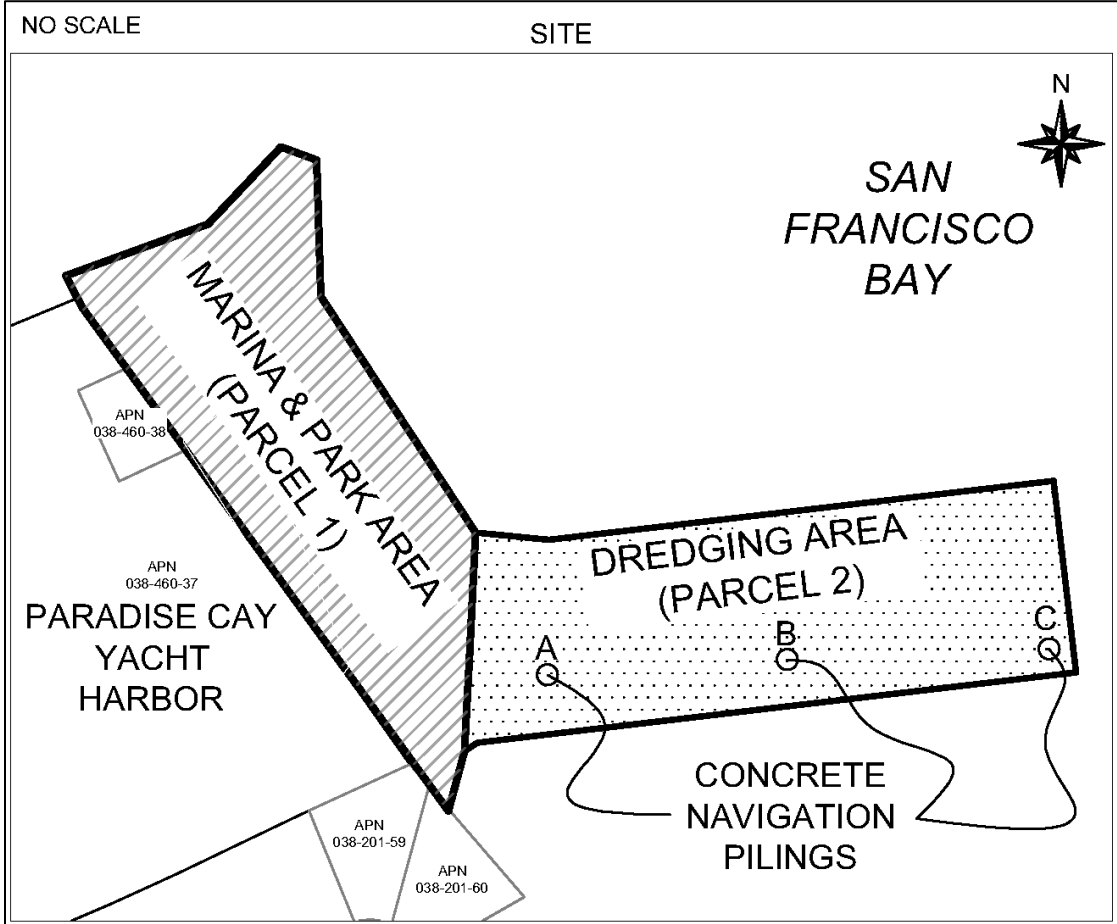 NO SCALE
SITE
N
SAN
FRANCISCO
BAY
MARINA & PARK AREA
(PARCEL 1)
APN
038-460-38
APN
038-460-37
PARADISE CAY
YACHT
HARBOR
DREDGING AREA
(PARCEL 2)
A
B
C
CONCRETE
NAVIGATION
PILINGS
APN
038-201-59
APN
038-201-60